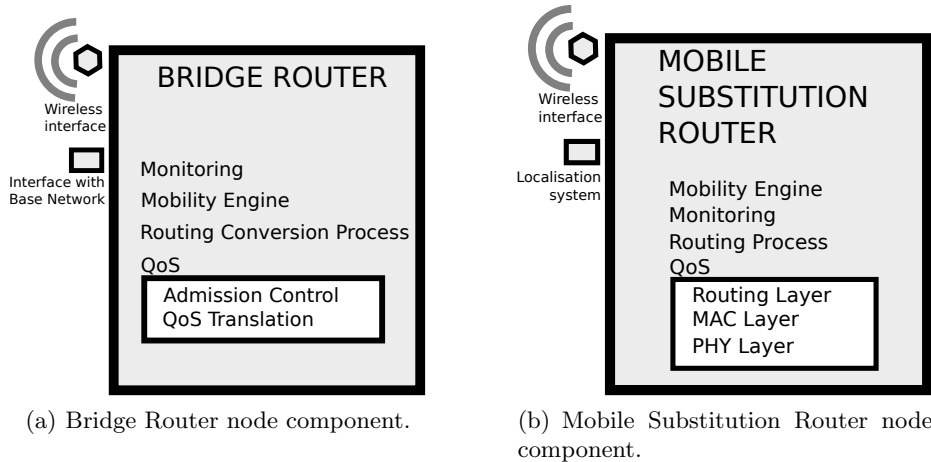 BRIDGE ROUTER
Wireless
interface
Interface with
Base Network
Monitoring
Mobility Engine
Routing Conversion Process
QoS
Admission Control
QoS Translation
(a) Bridge Router node component.
MOBILE
SUBSTITUTION
ROUTER
Wireless
interface
Localisation
system
Mobility Engine
Monitoring
Routing Process
QoS
Routing Layer
MAC Layer
PHY Layer
(b) Mobile Substitution Router node
component.